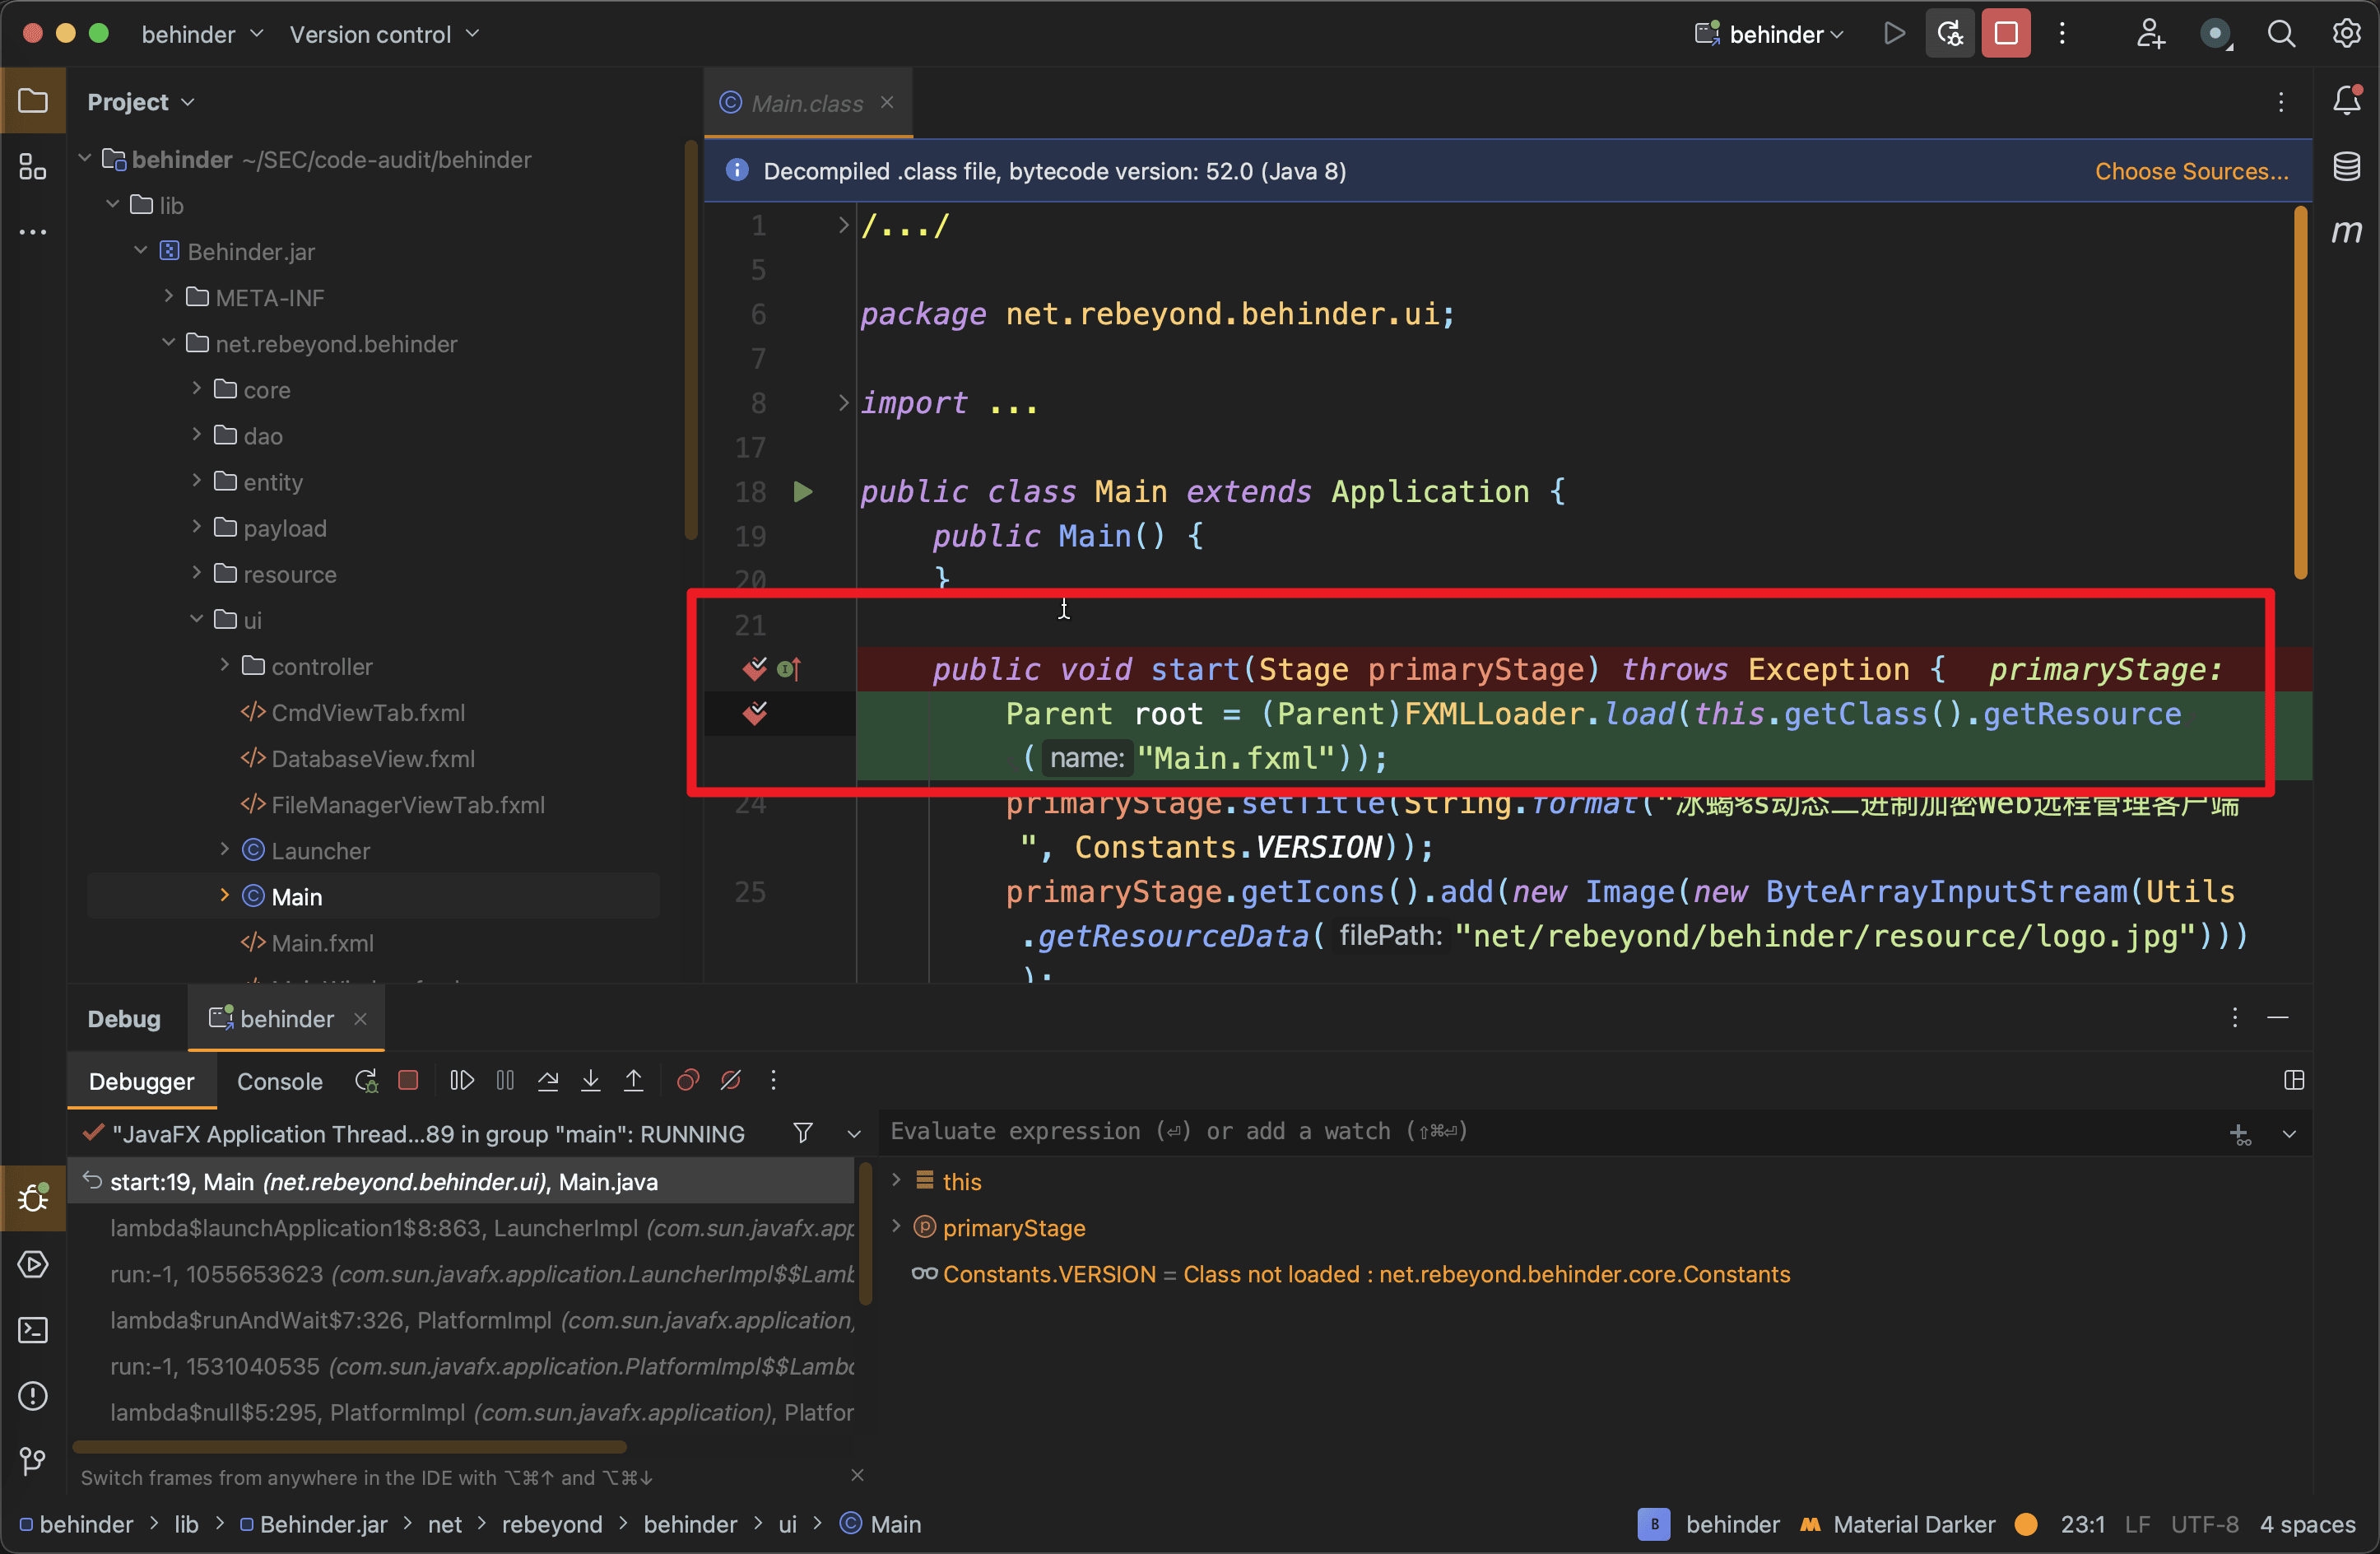 behinder
Version control
behinder
Project
Main.class
behinder ~/SEC/code-audit/behinder
lib
Behinder.jar
META-INF
net.rebeyond.behinder
core
dao
entity
payload
resource
ui
controller
CmdViewTab.fxml
DatabaseView.fxml
FileManagerViewTab.fxml
Launcher
Main
Main.fxml
Decompiled .class file, bytecode version: 52.0 (Java 8)
Choose Sources...
1 /.../
5
6 package net.rebeyond.behinder.ui;
7
8 import ...
17
18 public class Main extends Application {
19 public Main() {
20 }
21
public void start(Stage primaryStage) throws Exception { primaryStage:
Parent root = (Parent)FXMLLoader.load(this.getClass().getResource
( name: "Main.fxml"));
24 primaryStage.setTitle(String.format("冰蝎%s动态二进制加密Web远程管理客户端
", Constants.VERSION));
25 primaryStage.getIcons().add(new Image(new ByteArrayInputStream(Utils
.getResourceData( filePath: "net/rebeyond/behinder/resource/logo.jpg")))
);
Debug
behinder
Debugger
Console
"JavaFX Application Thread...89 in group "main": RUNNING
Evaluate expression (⏎) or add a watch (⇧⌘⏎)
start:19, Main (net.rebeyond.behinder.ui), Main.java
lambda$launchApplication1$8:863, LauncherImpl (com.sun.javafx.app
run:-1, 1055653623 (com.sun.javafx.application.LauncherImpl$$Lamb
lambda$runAndWait$7:326, PlatformImpl (com.sun.javafx.application,
run:-1, 1531040535 (com.sun.javafx.application.PlatformImpl$$Lambd
lambda$null$5:295, PlatformImpl (com.sun.javafx.application), Platfor
this
primaryStage
Constants.VERSION = Class not loaded : net.rebeyond.behinder.core.Constants
Switch frames from anywhere in the IDE with ⌥⌘↑ and ⌥⌘↓
behinder > lib > Behinder.jar > net > rebeyond > behinder > ui > Main
B behinder
Material Darker
23:1
LF
UTF-8
4 spaces